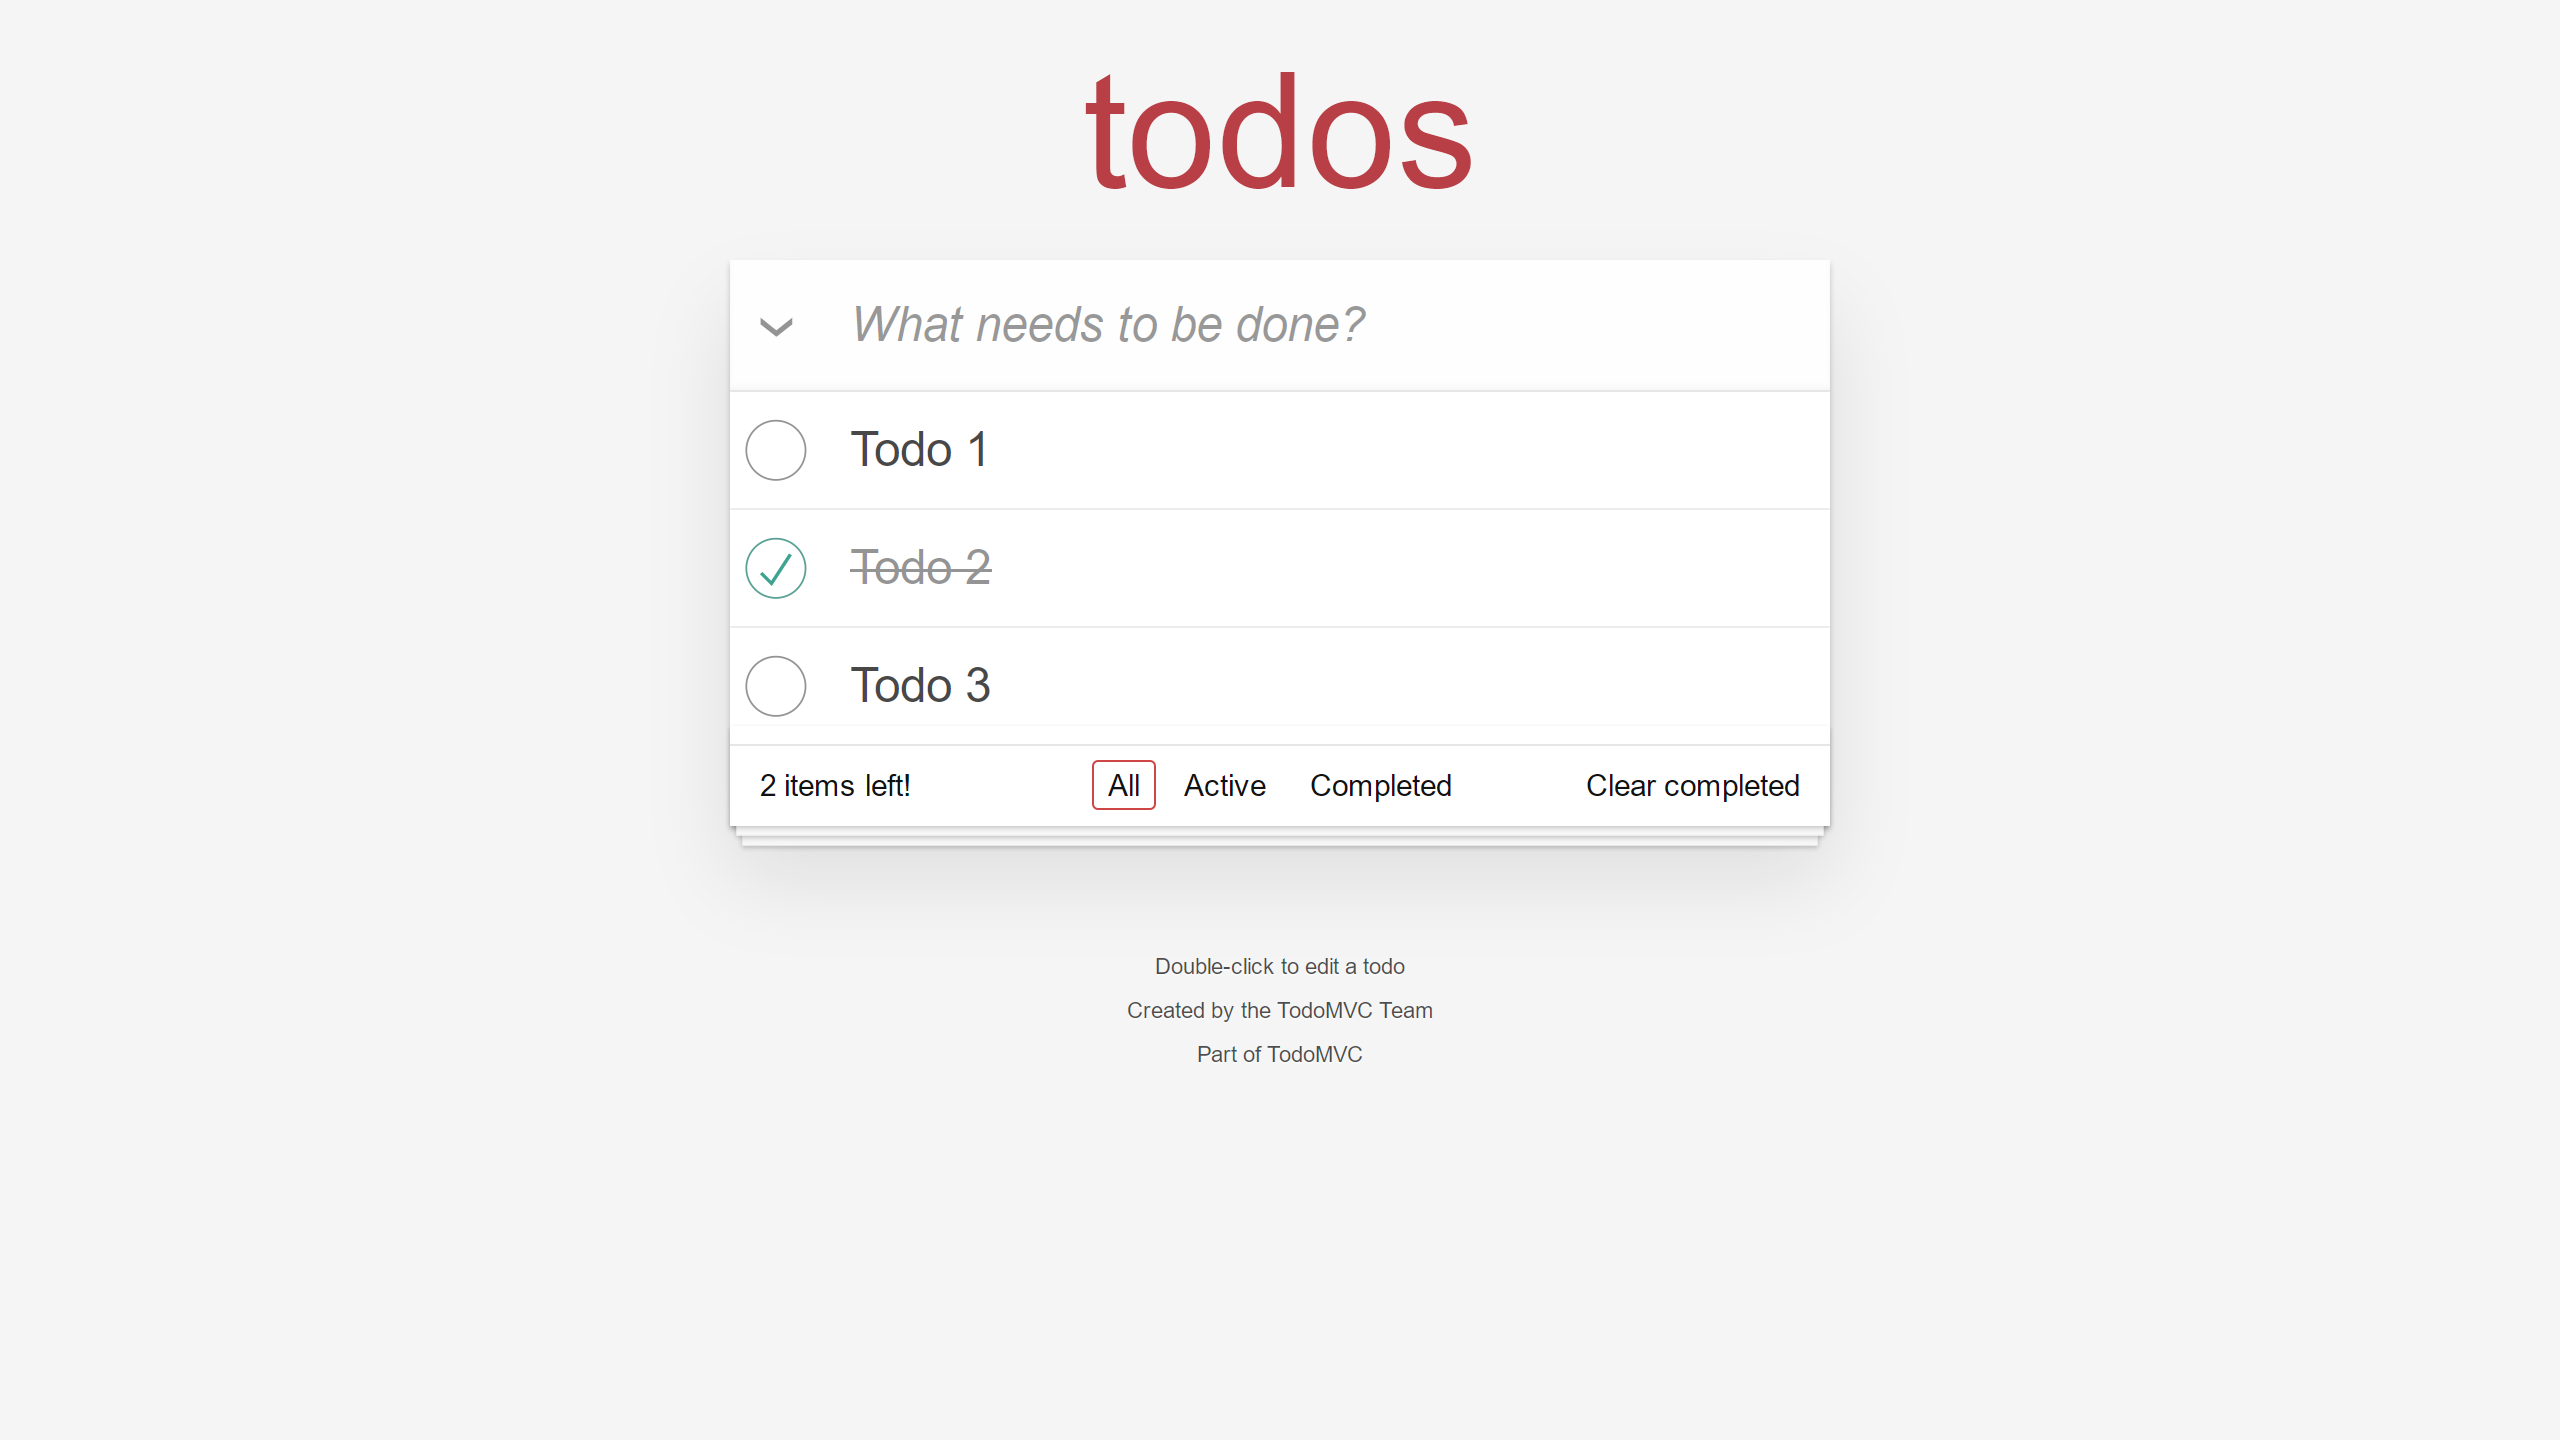 todos
What needs to be done?
Todo 1
Todo 2
Todo 3
2 items left!
All
Active
Completed
Clear completed
Double-click to edit a todo
Created by the TodoMVC Team
Part of TodoMVC